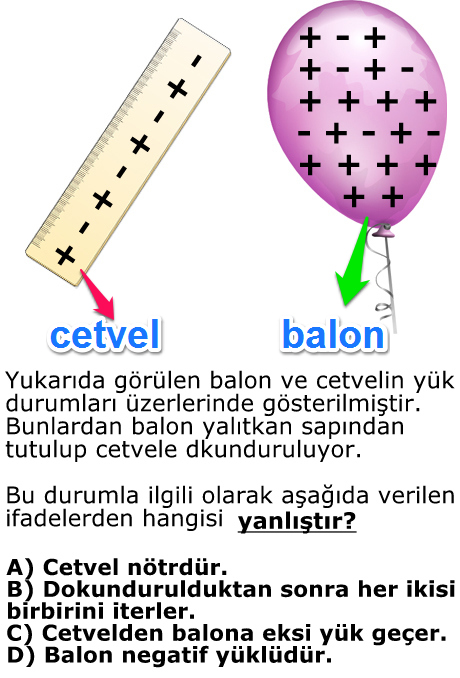 + - + - + - + -
+ - +
+ - + -
+ + + +
- + - + -
+ + + +
+ +
cetvel
balon
Yukarıda görülen balon ve cetvelin yük
durumları üzerlerinde gösterilmiştir.
Bunlardan balon yalıtkan sapından
tutulup cetvele dkunduruluyor.
Bu durumla ilgili olarak aşağıda verilen
ifadelerden hangisi yanlıştır?
A) Cetvel nötrdür.
B) Dokundurulduktan sonra her ikisi
birbirini iterler.
C) Cetvelden balona eksi yük geçer.
D) Balon negatif yüklüdür.